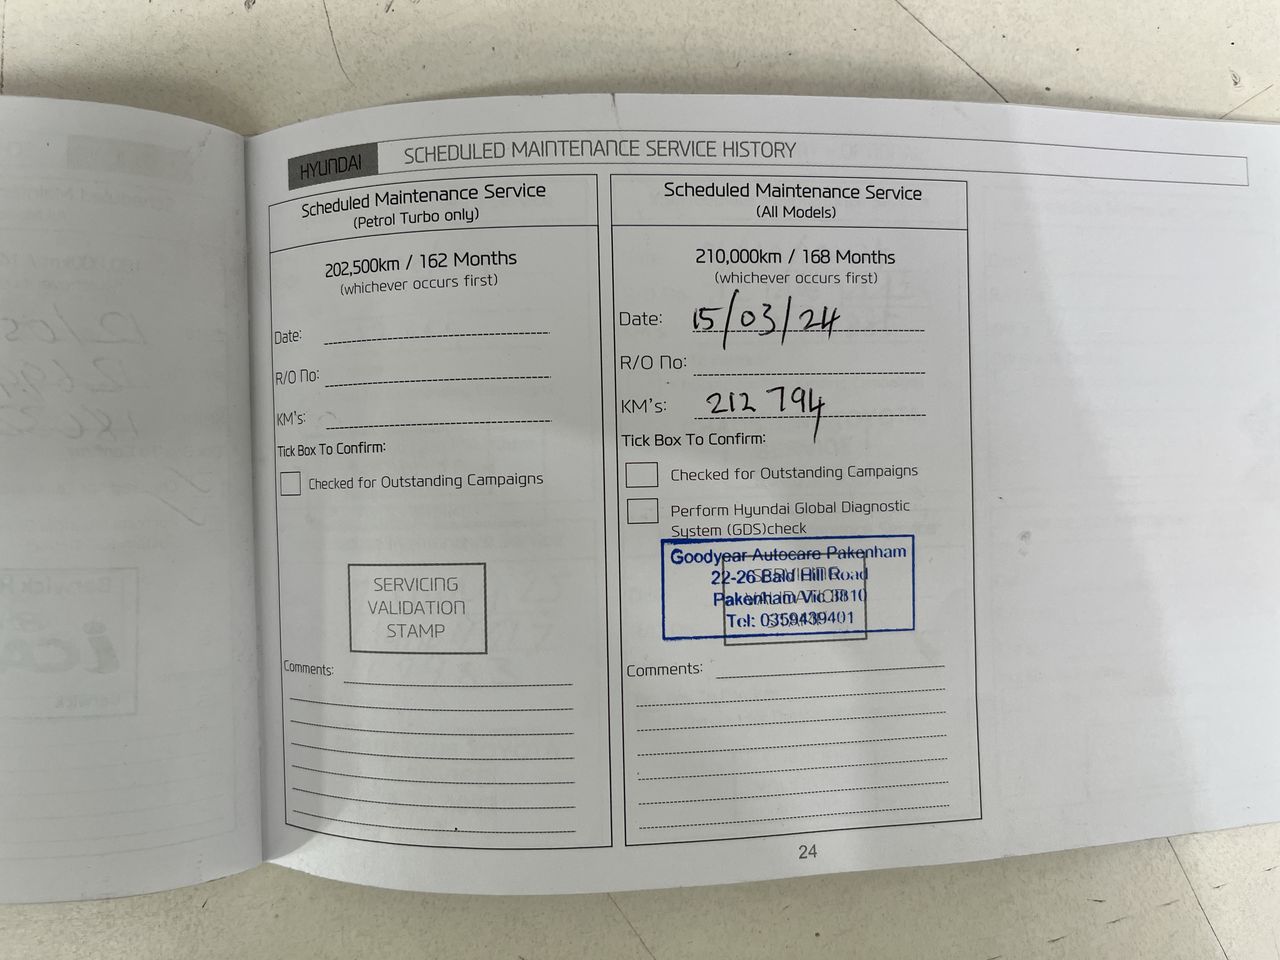 HYUNDAI
SCHEDULED MAINTENANCE SERVICE HISTORY
Scheduled Maintenance Service
(Petrol Turbo only)
202,500km / 162 Months
(whichever occurs first)
Date:
R/O No:
KM's:
Tick Box To Confirm:
Checked for Outstanding Campaigns
SERVICING
VALIDATION
STAMP
Comments:
Scheduled Maintenance Service
(All Models)
210,000km / 168 Months
(whichever occurs first)
Date: 15/03/24
R/O No:
KM's: 212 794
Tick Box To Confirm:
Checked for Outstanding Campaigns
Perform Hyundai Global Diagnostic
System (GDS)check
Goodyear Autocare Pakenham
22-26 Bald Hill Road
Pakenham Vic 3810
Tel: 0359439401
Comments:
24